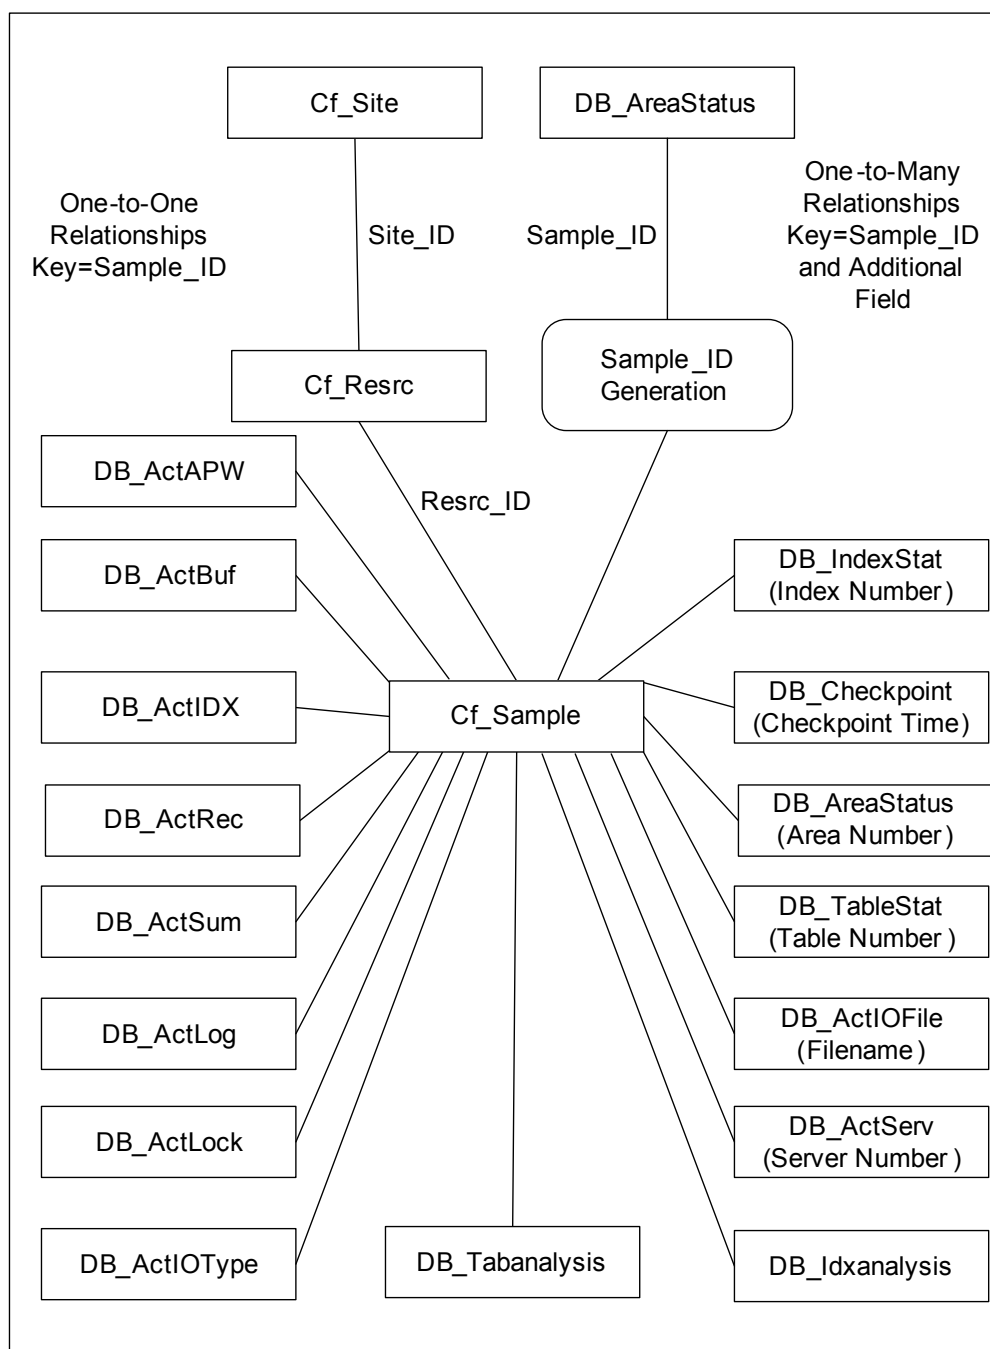 Cf_Site
DB_AreaStatus
One-to-One
Relationships
Key=Sample_ID
Site_ID
Sample_ID
One-to-Many
Relationships
Key=Sample_ID
and Additional
Field
Cf_Resrc
Sample_ID
Generation
DB_ActAPW
Resrc_ID
DB_ActBuf
DB_IndexStat
(Index Number)
DB_ActIDX
Cf_Sample
DB_Checkpoint
(Checkpoint Time)
DB_ActRec
DB_AreaStatus
(Area Number)
DB_ActSum
DB_TableStat
(Table Number)
DB_ActLog
DB_ActIOFile
(Filename)
DB_ActLock
DB_ActServ
(Server Number)
DB_ActIOType
DB_Tabanalysis
DB_Idxanalysis